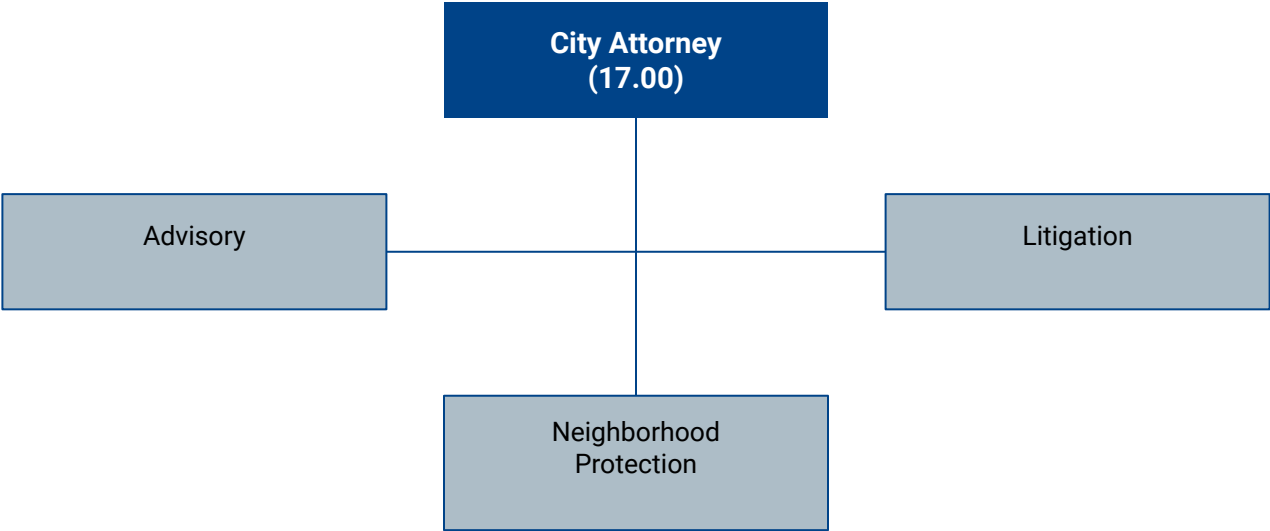 City Attorney
(17.00)
Advisory
Litigation
Neighborhood
Protection